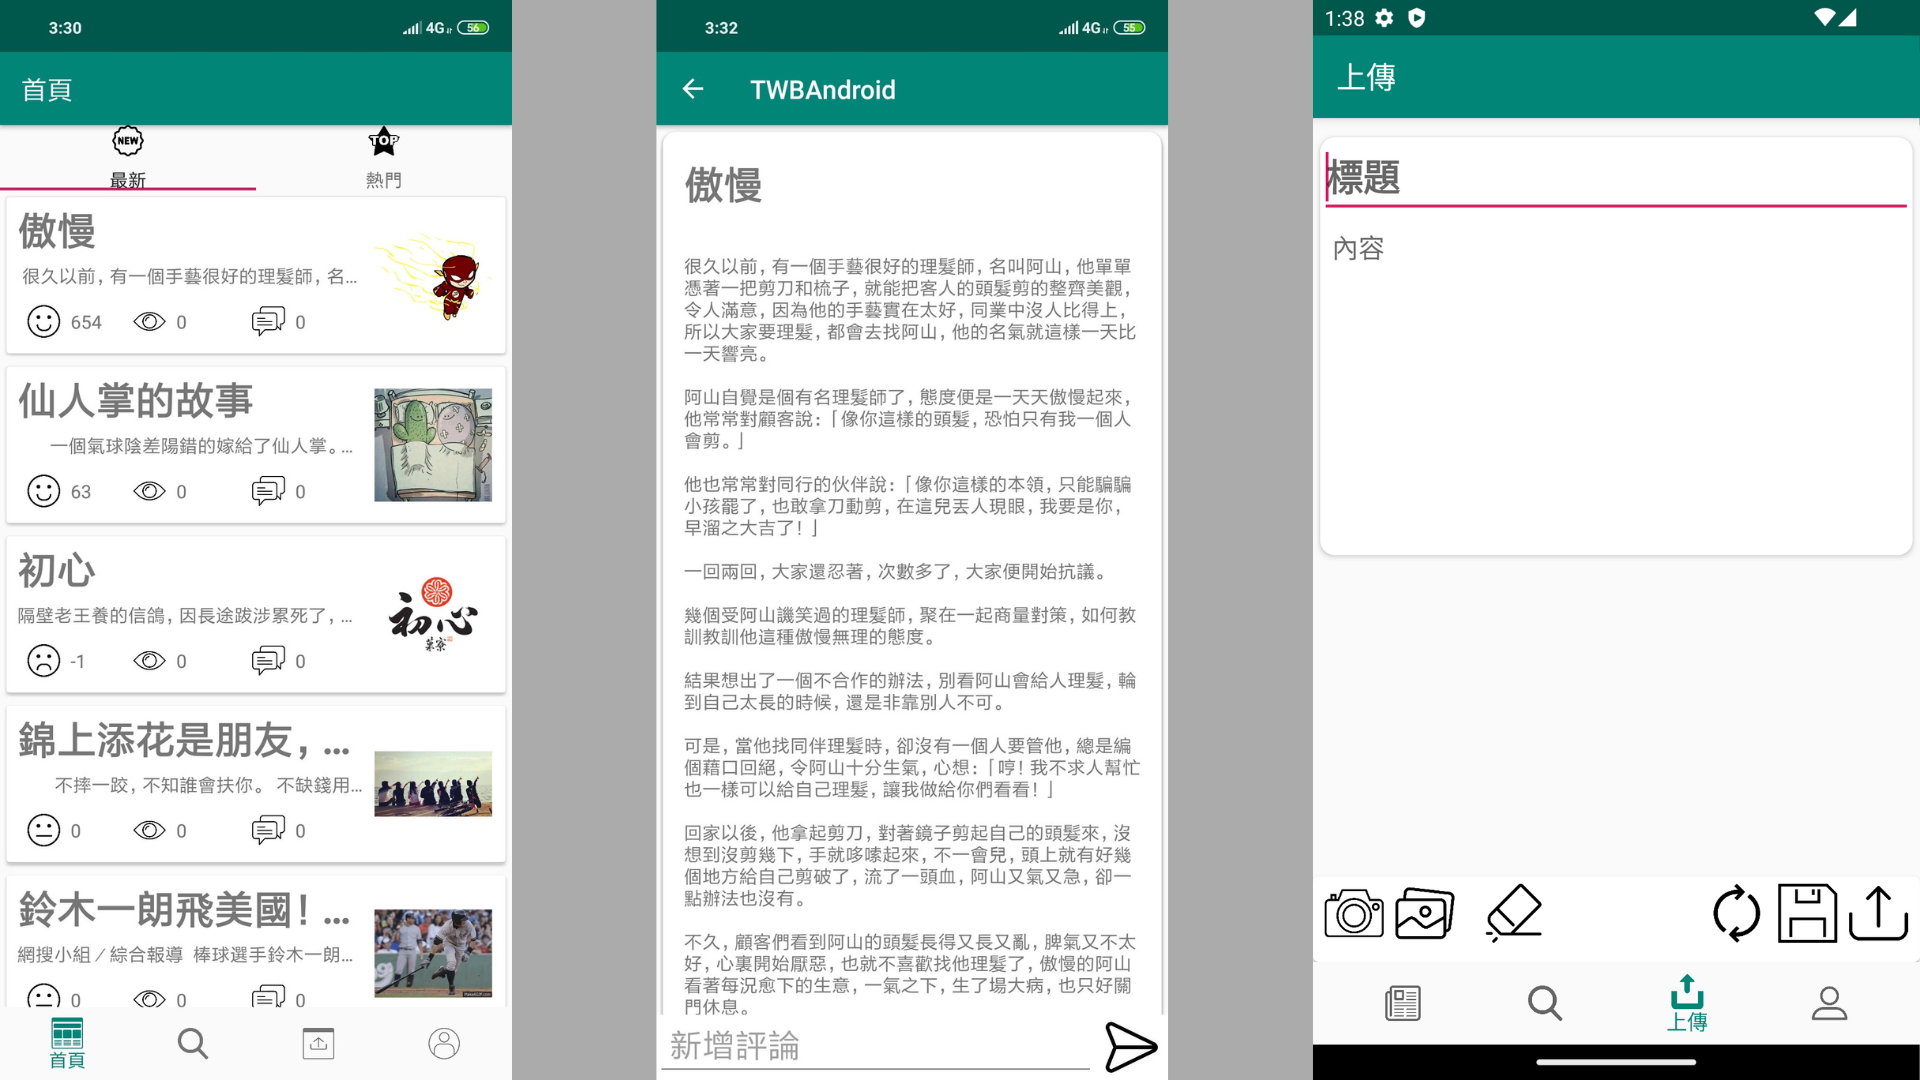 3:30
4G
56
首頁
NEW
最新
TOP
熱門
傲慢
很久以前,有一個手藝很好的理髮師,名...
654
0
0
仙人掌的故事
一個氣球陰差陽錯的嫁給了仙人掌。...
63
0
0
初心
隔壁老王養的信鴿,因長途跋涉累死了,...
-1
0
0
初心
菓寮
錦上添花是朋友,...
不摔一跤,不知誰會扶你。 不缺錢用...
0
0
0
鈴木一朗飛美國!...
網搜小組/綜合報導 棒球選手鈴木一朗...
0
0
0
首頁
3:32
4G
55
TWBAndroid
傲慢
很久以前,有一個手藝很好的理髮師,名叫阿山,他單單
憑著一把剪刀和梳子,就能把客人的頭髮剪的整齊美觀,
令人滿意,因為他的手藝實在太好,同業中沒人比得上,
所以大家要理髮,都會去找阿山,他的名氣就這樣一天比
一天響亮。
阿山自覺是個有名理髮師了,態度便是一天天傲慢起來,
他常常對顧客說:「像你這樣的頭髮,恐怕只有我一個人
會剪。」
他也常常對同行的伙伴說:「像你這樣的本領,只能騙騙
小孩罷了,也敢拿刀動剪,在這兒丟人現眼,我要是你,
早溜之大吉了!」
一回兩回,大家還忍著,次數多了,大家便開始抗議。
幾個受阿山譏笑過的理髮師,聚在一起商量對策,如何教
訓教訓他這種傲慢無理的態度。
結果想出了一個不合作的辦法,別看阿山會給人理髮,輪
到自己太長的時候,還是非靠別人不可。
可是,當他找同伴理髮時,卻沒有一個人要管他,總是編
個藉口回絕,令阿山十分生氣,心想:「哼!我不求人幫忙
也一樣可以給自己理髮,讓我做給你們看看!」
回家以後,他拿起剪刀,對著鏡子剪起自己的頭髮來,沒
想到沒剪幾下,手就哆嗦起來,不一會兒,頭上就有好幾
個地方給自己剪破了,流了一頭血,阿山又氣又急,卻一
點辦法也沒有。
不久,顧客們看到阿山的頭髮長得又長又亂,脾氣又不太
好,心裏開始厭惡,也就不喜歡找他理髮了,傲慢的阿山
看著每況愈下的生意,一氣之下,生了場大病,也只好關
門休息。
新增評論
1:38
上傳
標題
內容
上傳